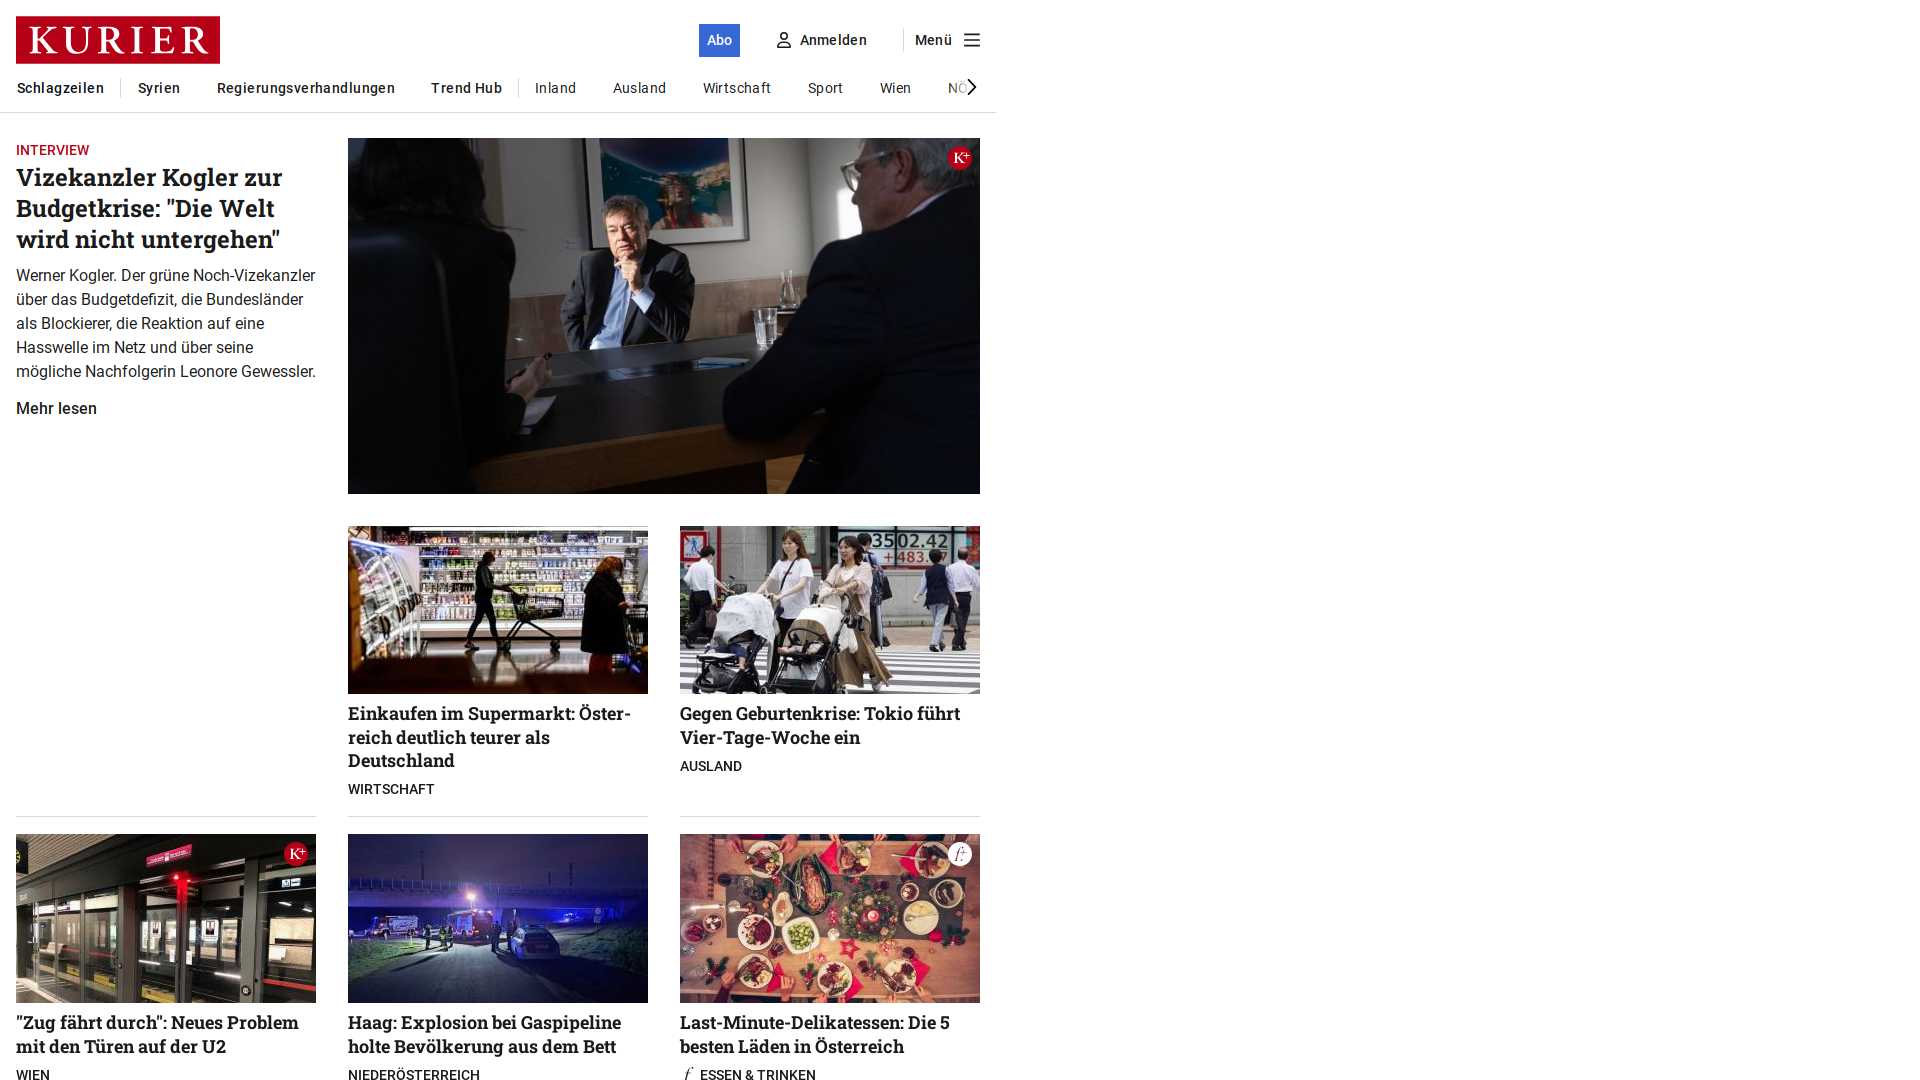 KURIER
Abo
Anmelden
Menü
Schlagzeilen
Syrien
Regierungsverhandlungen
Trend Hub
Inland
Ausland
Wirtschaft
Sport
Wien
NÖ
INTERVIEW
Vizekanzler Kogler zur
Budgetkrise: "Die Welt
wird nicht untergehen"
Werner Kogler. Der grüne Noch-Vizekanzler
über das Budgetdefizit, die Bundesländer
als Blockierer, die Reaktion auf eine
Hasswelle im Netz und über seine
mögliche Nachfolgerin Leonore Gewessler.
Mehr lesen
K+
3502.42
+483.
Einkaufen im Supermarkt: Öster-
reich deutlich teurer als
Deutschland
WIRTSCHAFT
Gegen Geburtenkrise: Tokio führt
Vier-Tage-Woche ein
AUSLAND
K+
f+
"Zug fährt durch": Neues Problem
mit den Türen auf der U2
WIEN
Haag: Explosion bei Gaspipeline
holte Bevölkerung aus dem Bett
NIEDERÖSTERREICH
Last-Minute-Delikatessen: Die 5
besten Läden in Österreich
f ESSEN & TRINKEN